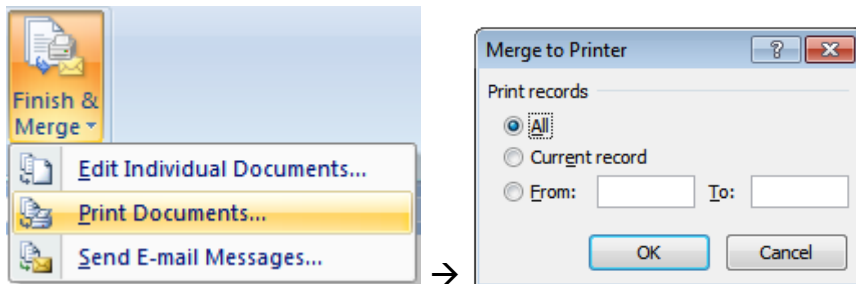 Finish &
Merge
Edit Individual Documents...
Print Documents...
Send E-mail Messages...
→
Merge to Printer
Print records
All
Current record
From: To:
OK Cancel